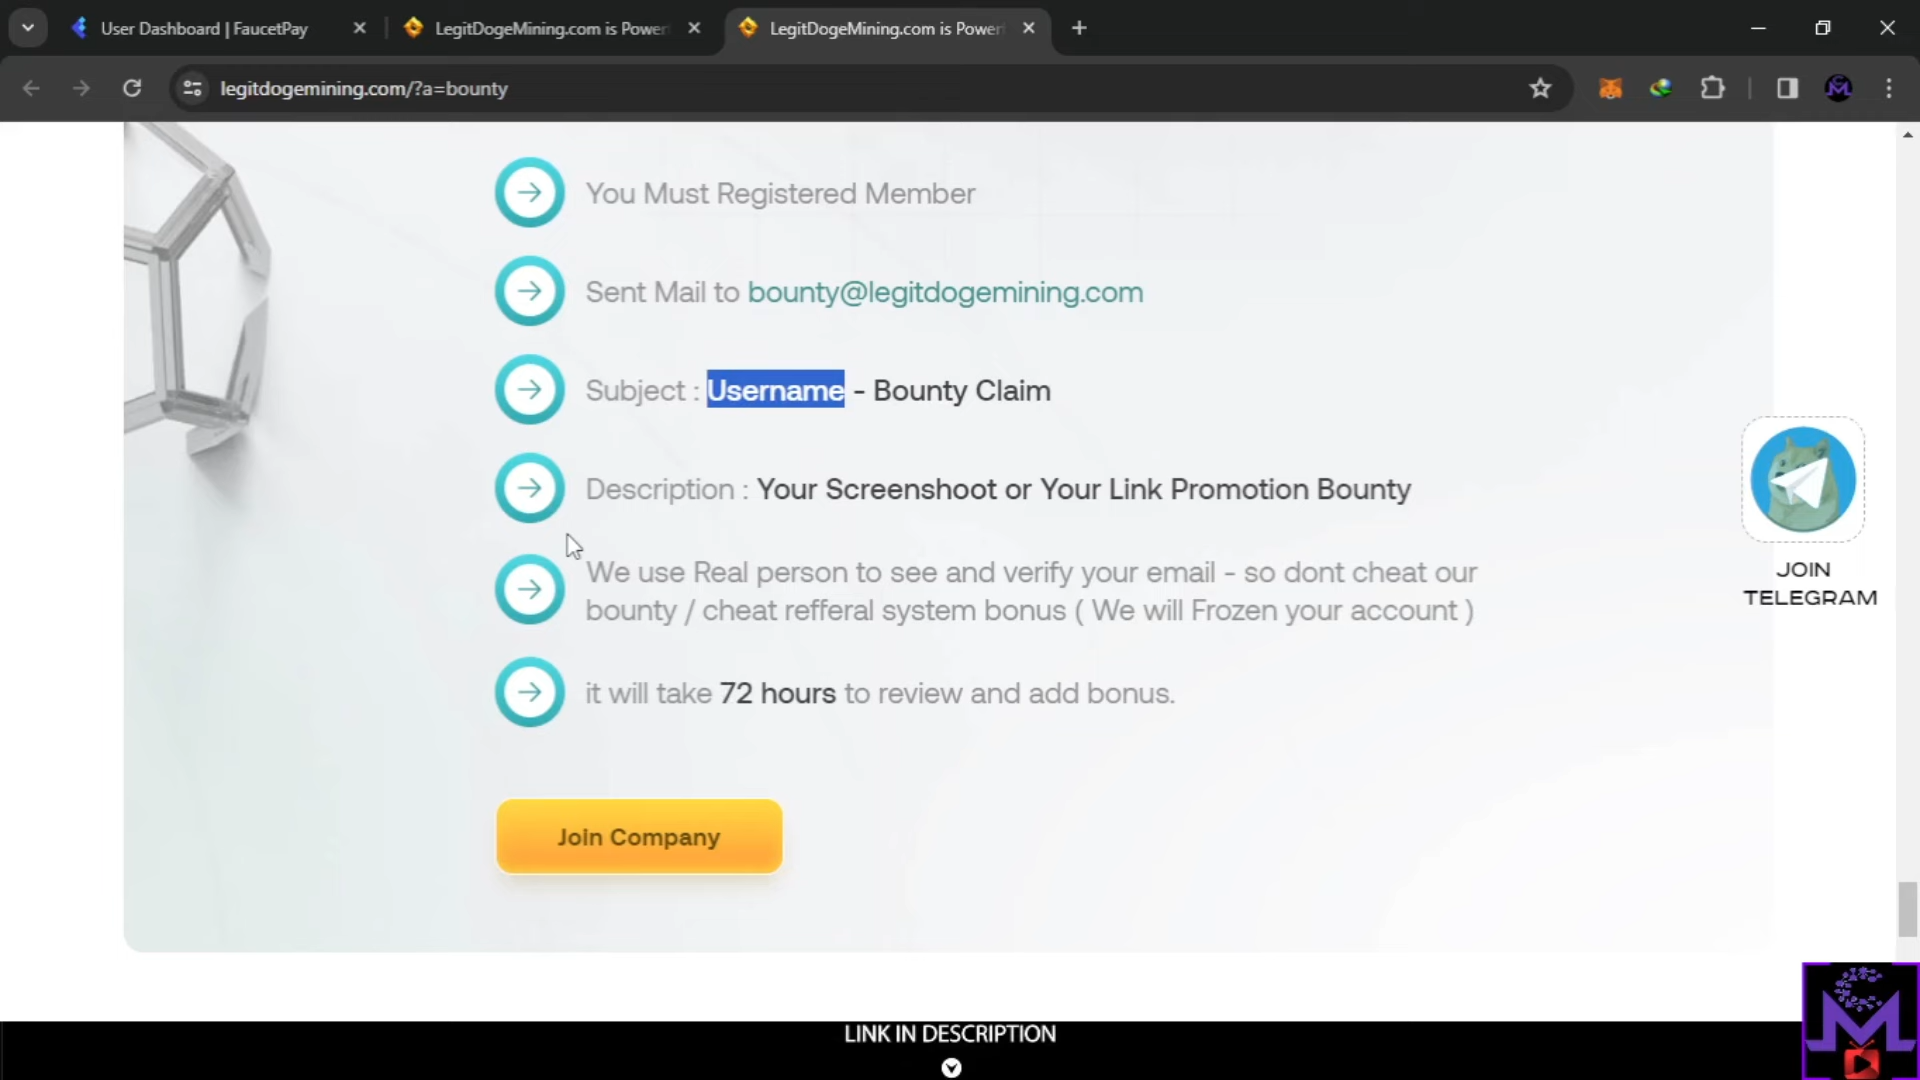 User Dashboard | FaucetPay
LegitDogeMining.com is Power
LegitDogeMining.com is Power
legitdogemining.com/?a=bounty
You Must Registered Member
Sent Mail to bounty@legitdogemining.com
Subject : Username - Bounty Claim
Description : Your Screenshoot or Your Link Promotion Bounty
We use Real person to see and verify your email - so dont cheat our
bounty / cheat refferal system bonus ( We will Frozen your account )
it will take 72 hours to review and add bonus.
Join Company
JOIN
TELEGRAM
LINK IN DESCRIPTION